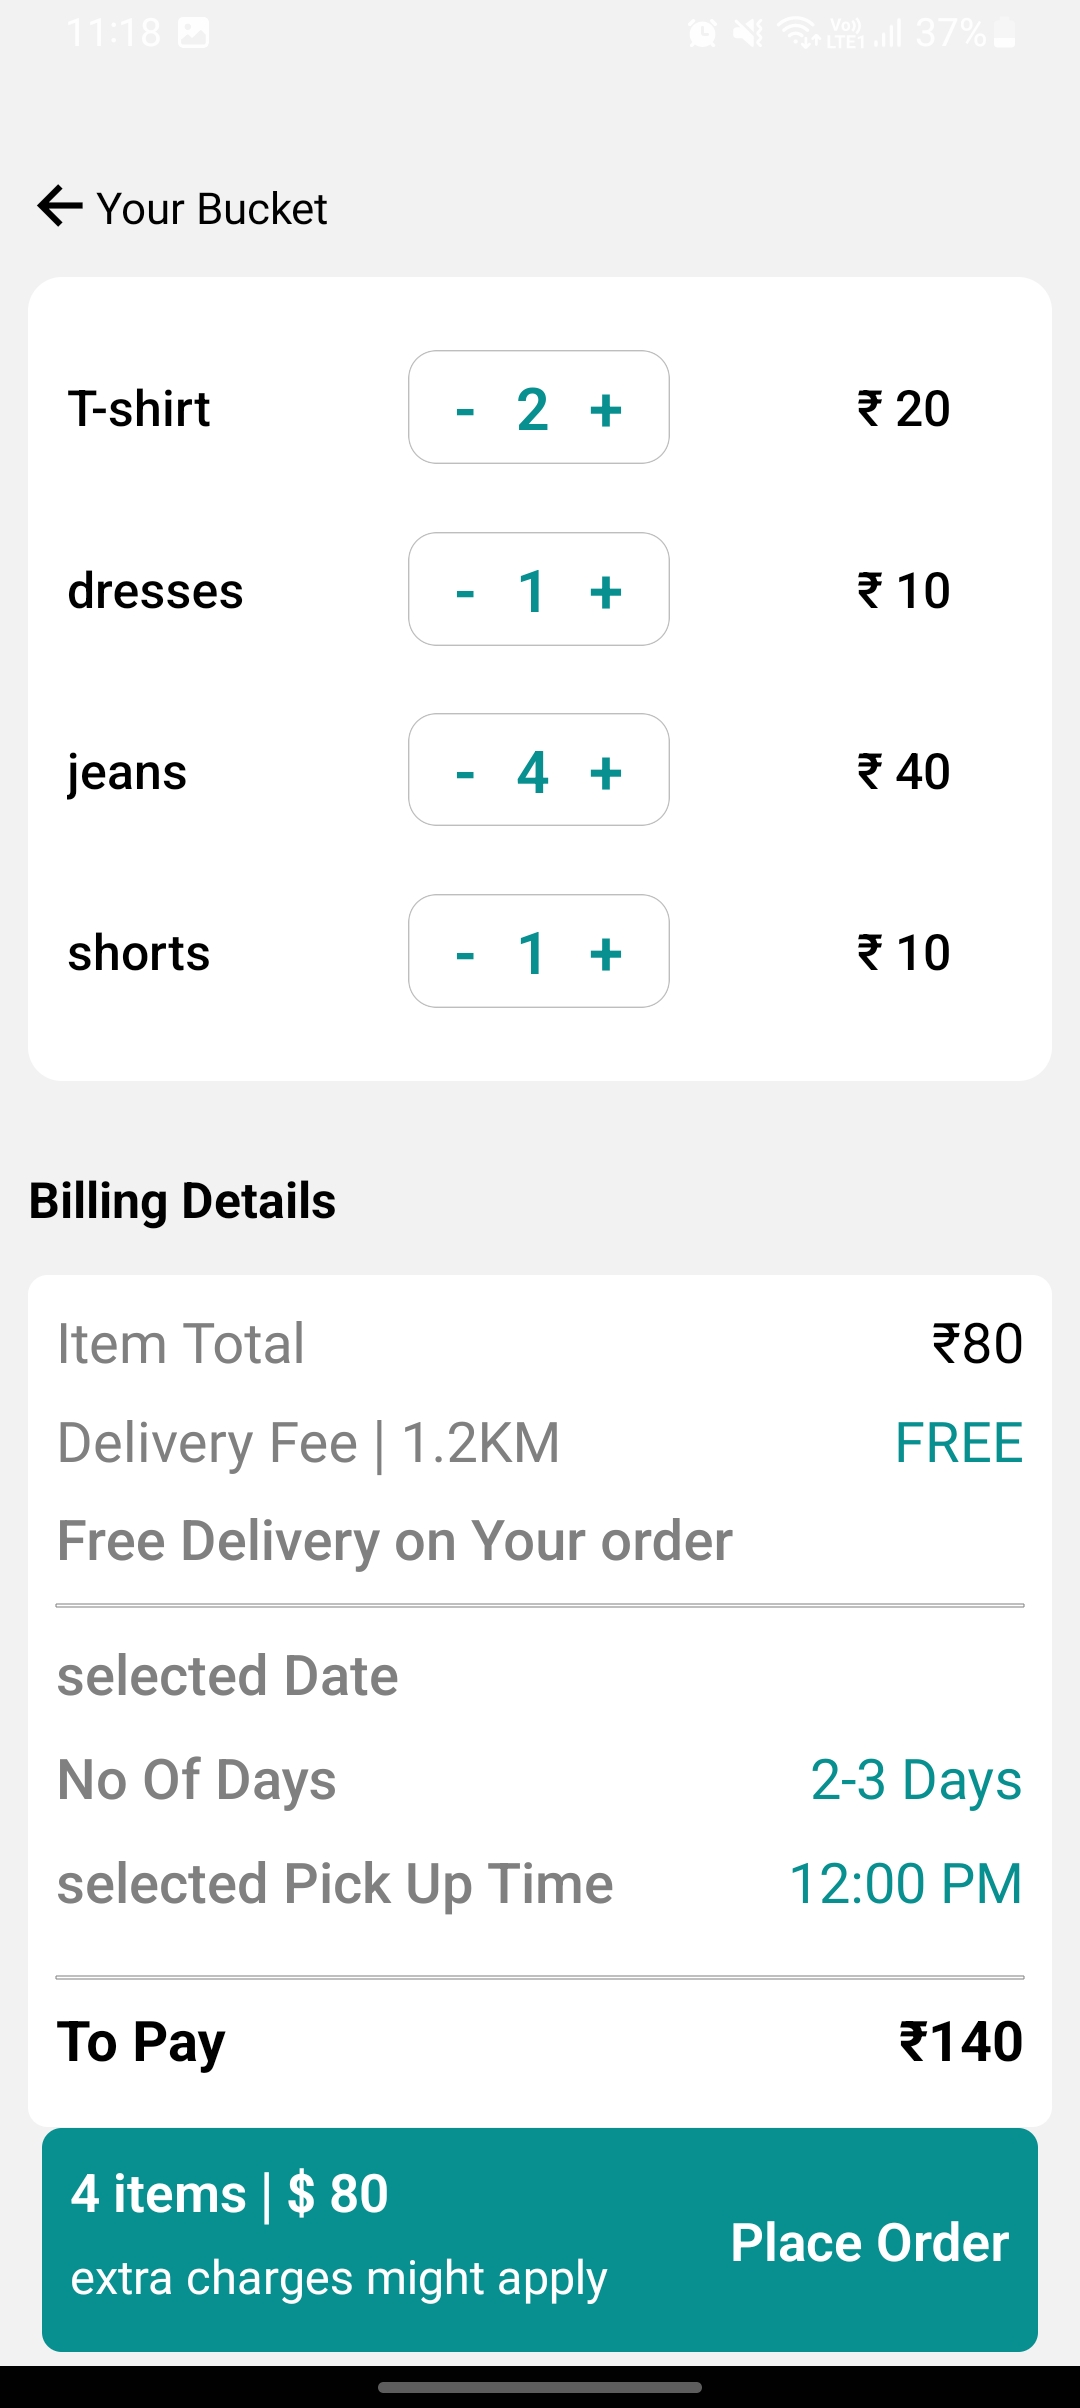 11:18 Vo)) LTE1 37%
Your Bucket
T-shirt - 2 + ₹ 20
dresses - 1 + ₹ 10
jeans - 4 + ₹ 40
shorts - 1 + ₹ 10
Billing Details
Item Total ₹80
Delivery Fee | 1.2KM FREE
Free Delivery on Your order
selected Date
No Of Days 2-3 Days
selected Pick Up Time 12:00 PM
To Pay ₹140
4 items | $ 80
Place Order
extra charges might apply